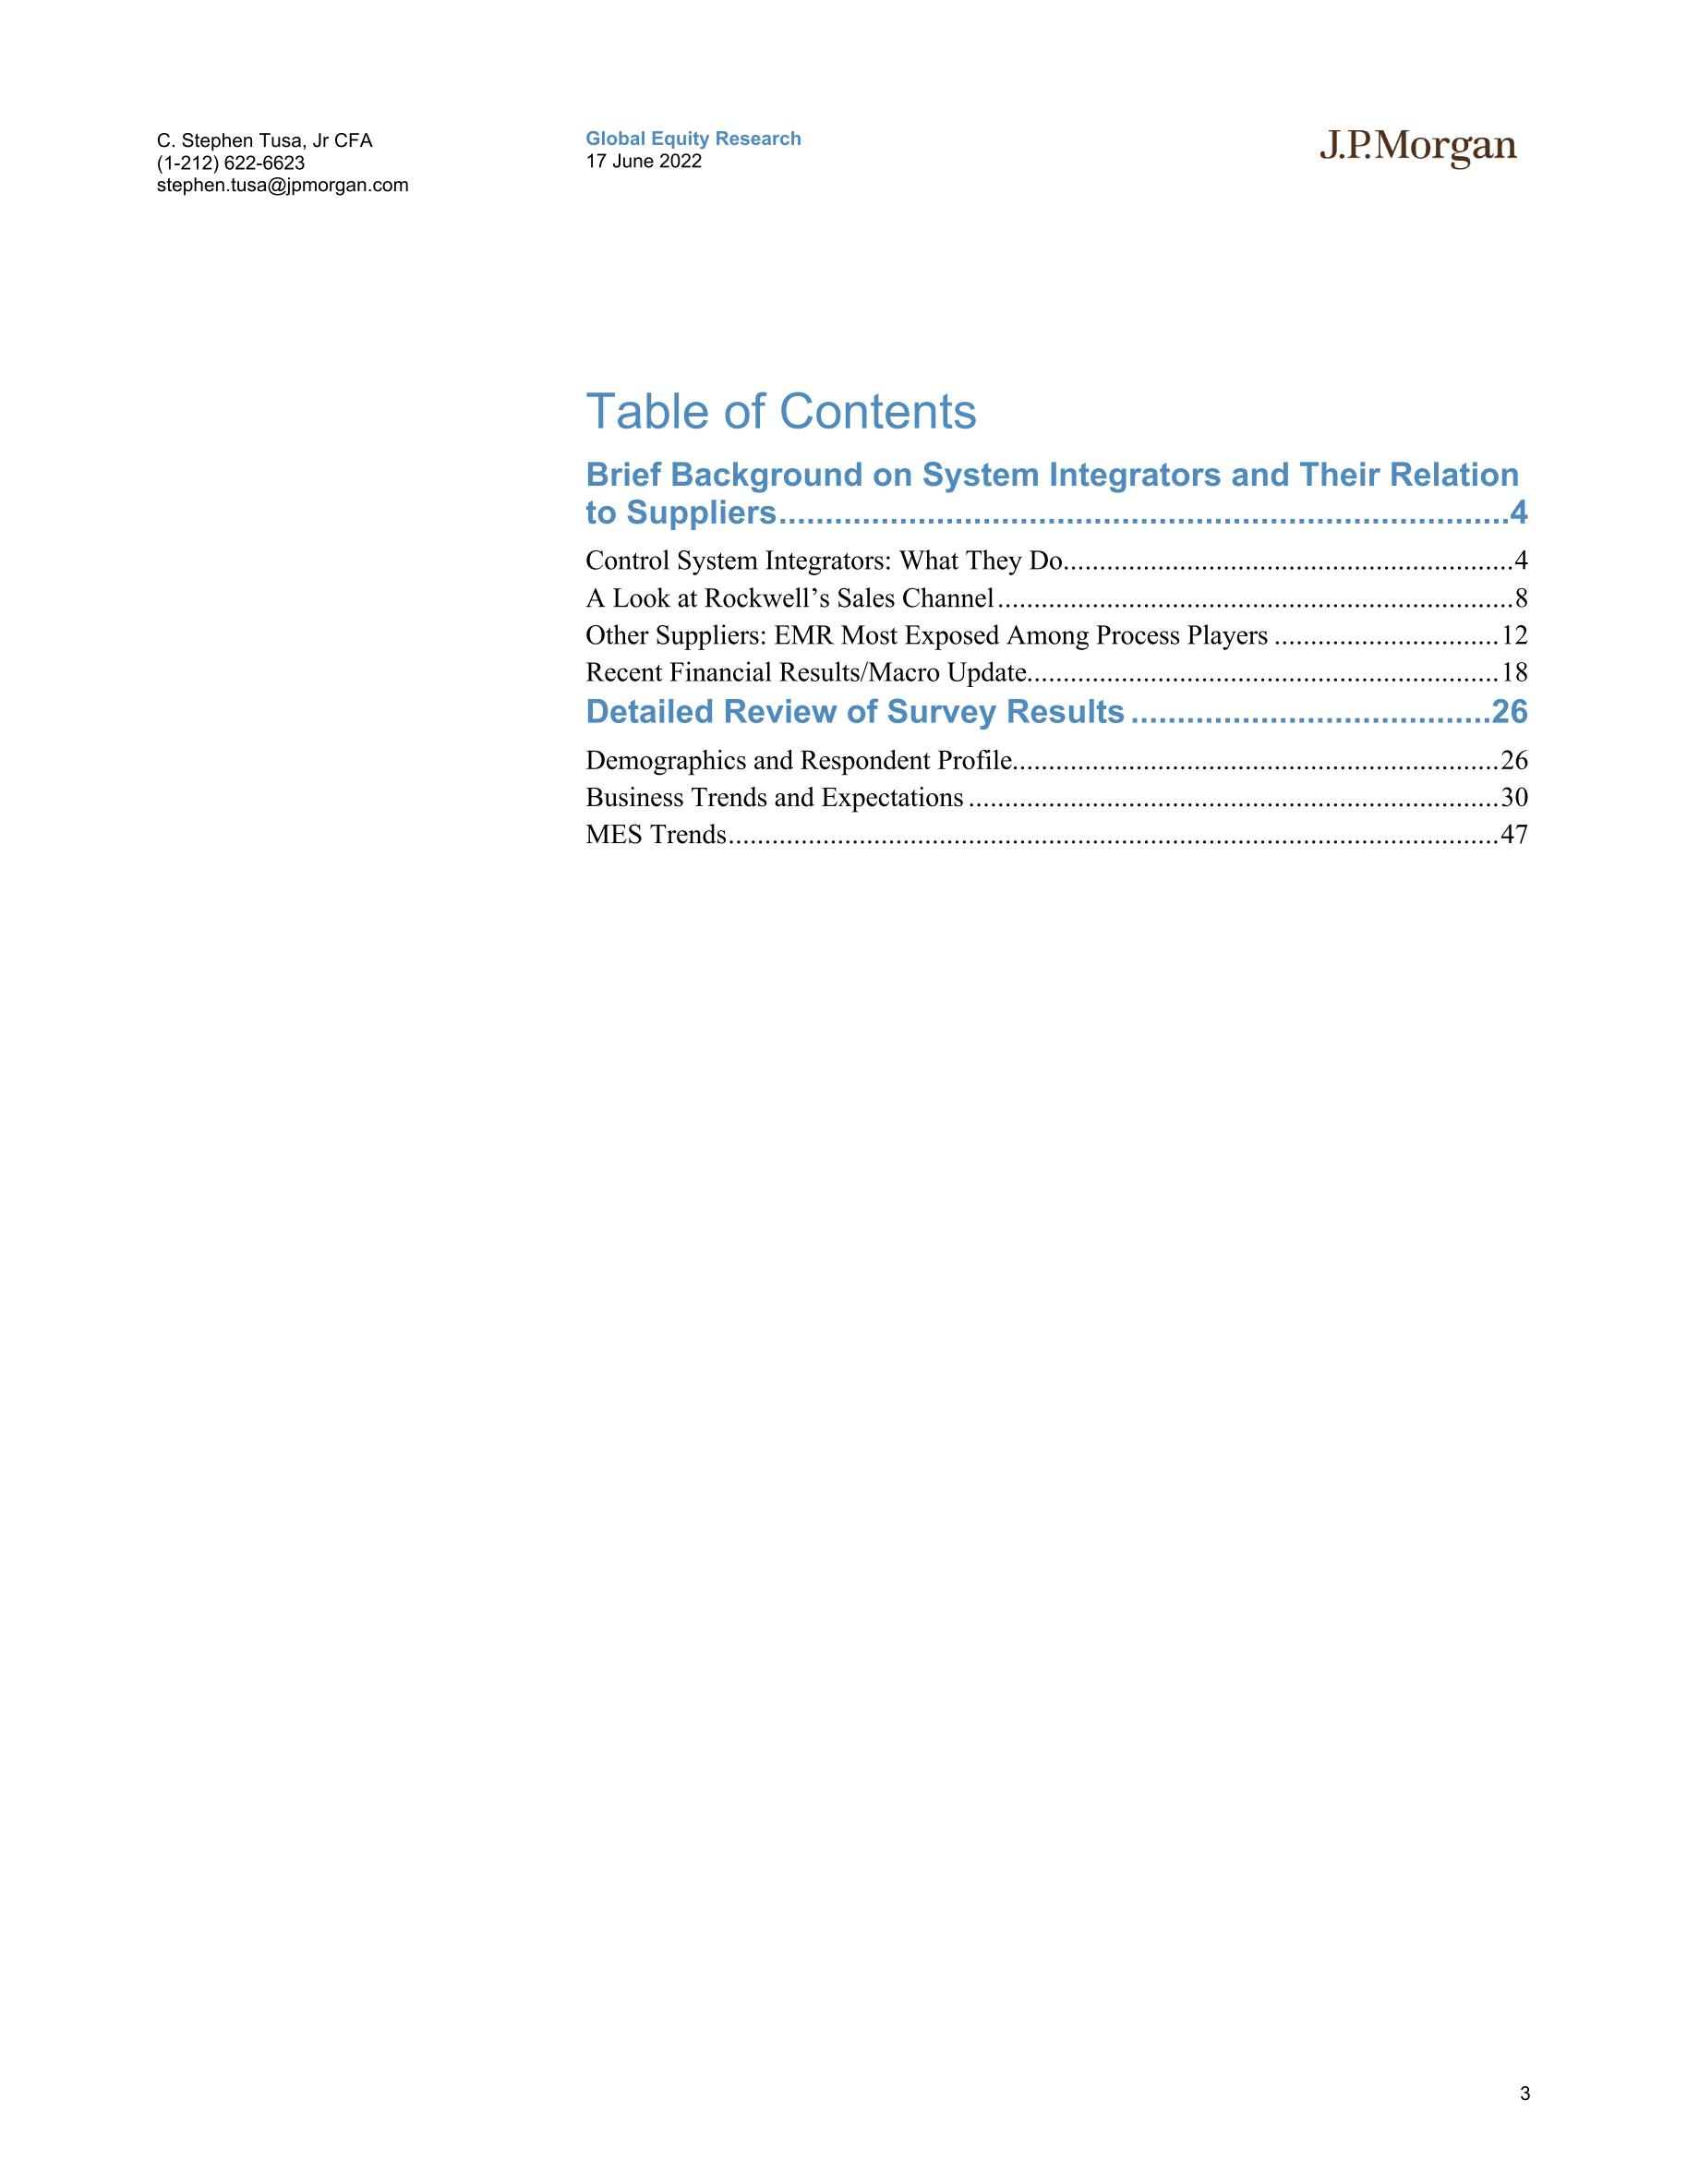 C. Stephen Tusa, Jr CFA
(1-212) 622-6623
stephen.tusa@jpmorgan.com
Global Equity Research
17 June 2022
J.P.Morgan
Table of Contents
Brief Background on System Integrators and Their Relation
to Suppliers...............................................................................4
Control System Integrators: What They Do..............................................................4
A Look at Rockwell’s Sales Channel.......................................................................8
Other Suppliers: EMR Most Exposed Among Process Players...............................12
Recent Financial Results/Macro Update.................................................................18
Detailed Review of Survey Results.......................................26
Demographics and Respondent Profile...................................................................26
Business Trends and Expectations.........................................................................30
MES Trends..........................................................................................................47
3